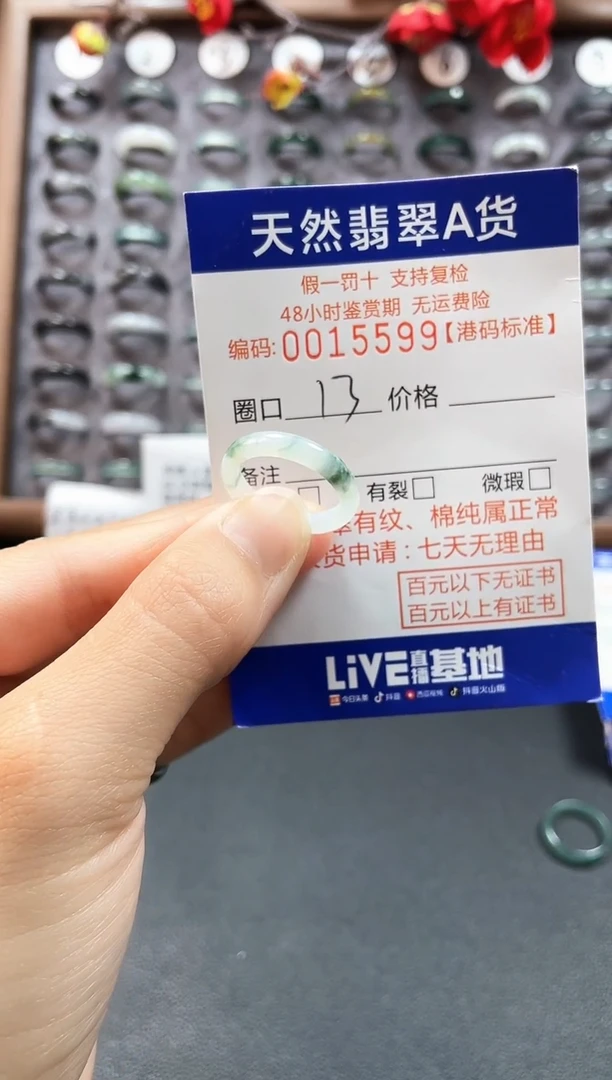 天然翡翠A货
假一罚十 支持复检
48小时鉴赏期 无运费险
编码:0015599【港码标准】
圈口 13 价格
备注
有裂□ 微瑕□
有纹、棉纯属正常
货申请:七天无理由
百元以下无证书
百元以上有证书
LiVE直播基地
今日头条 抖音 西瓜视频 抖音火山版